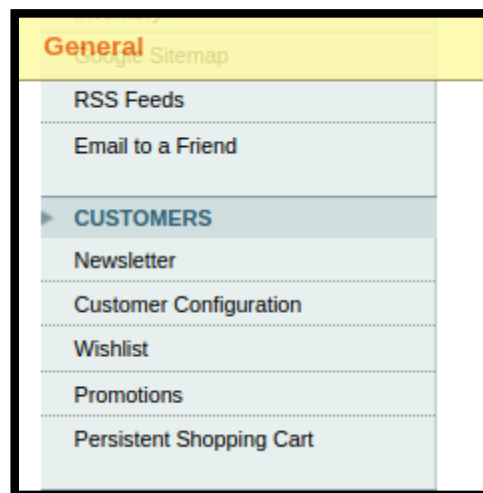 General
Google Sitemap
RSS Feeds
Email to a Friend
CUSTOMERS
Newsletter
Customer Configuration
Wishlist
Promotions
Persistent Shopping Cart